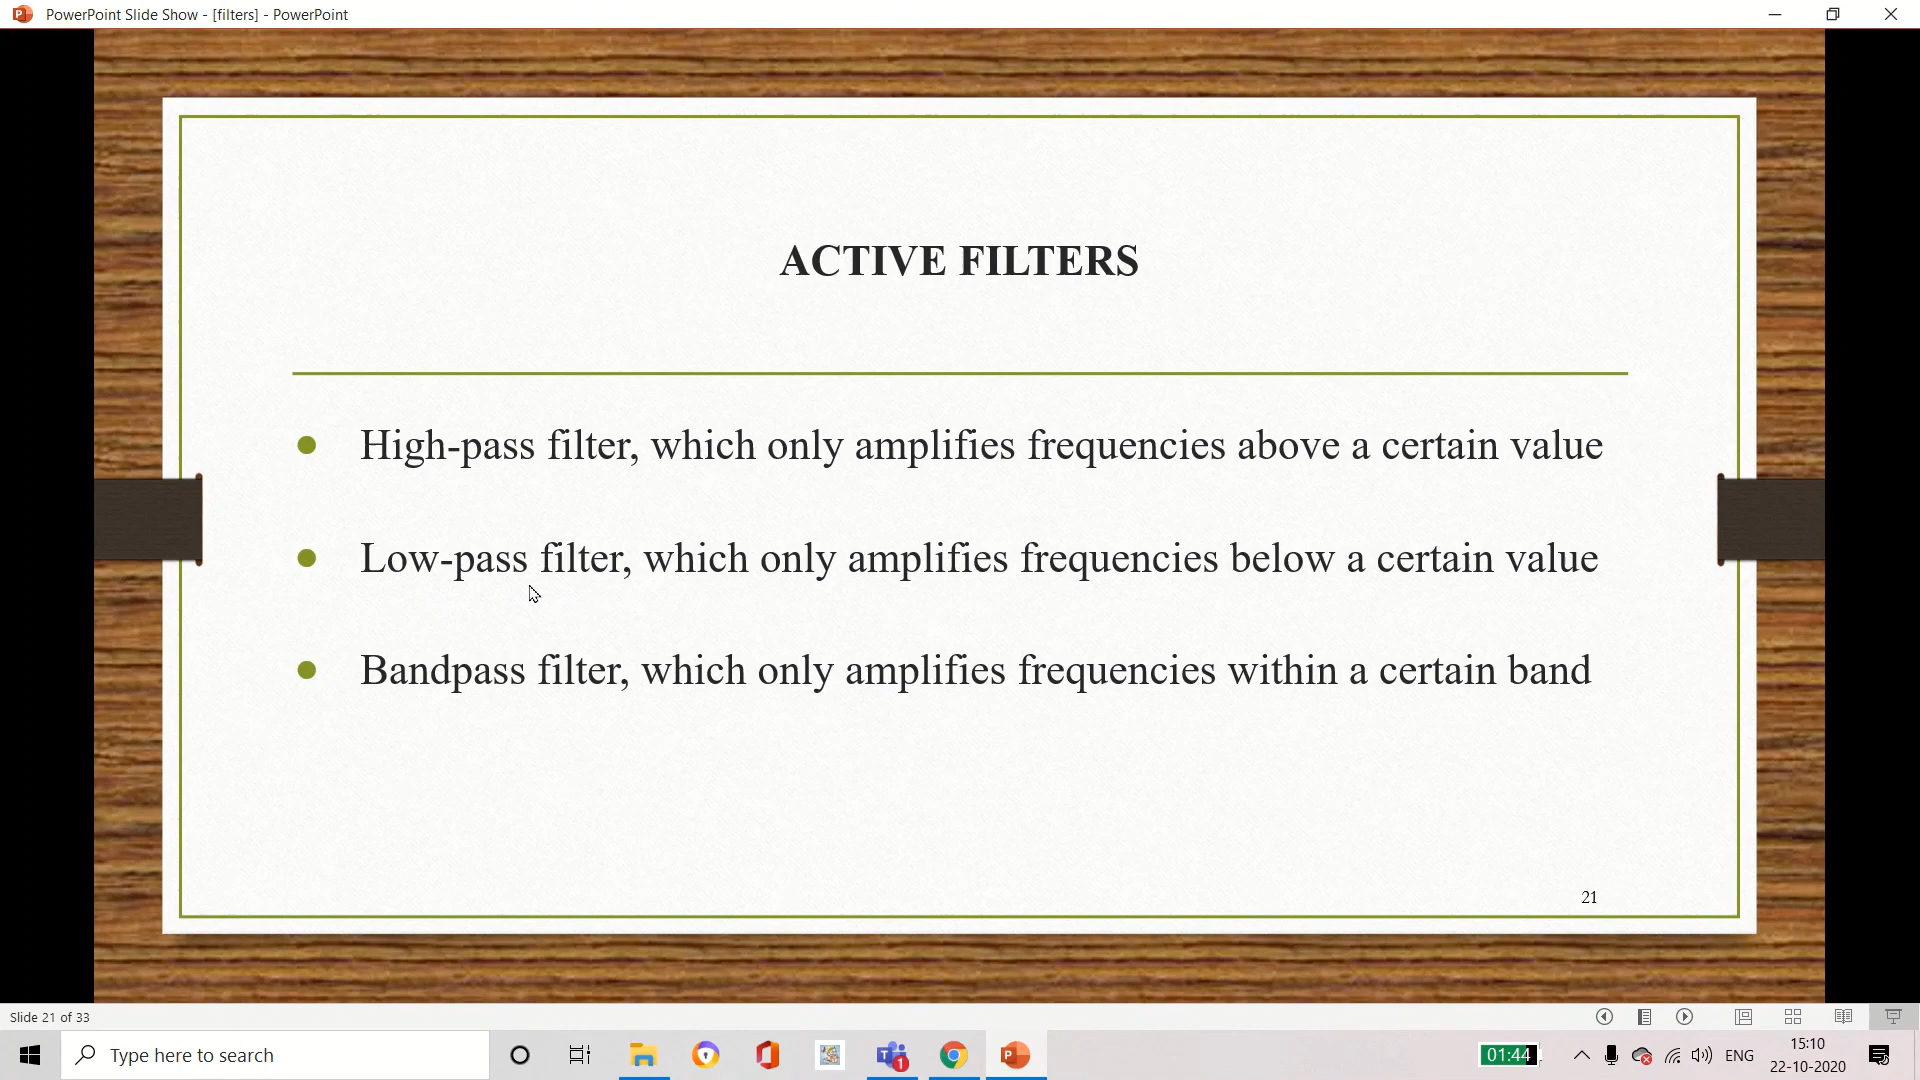 PowerPoint Slide Show - [filters] - PowerPoint
ACTIVE FILTERS
High-pass filter, which only amplifies frequencies above a certain value
Low-pass filter, which only amplifies frequencies below a certain value
Bandpass filter, which only amplifies frequencies within a certain band
21
Slide 21 of 33
Type here to search
1
01:44
ENG
15:10
22-10-2020